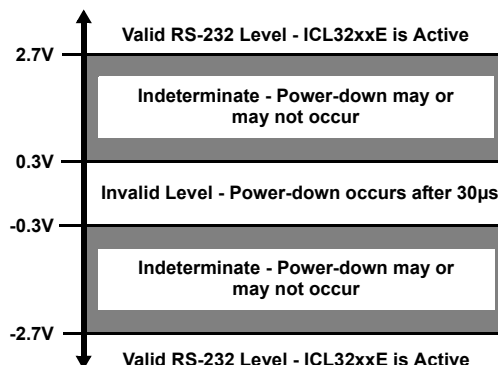 Valid RS-232 Level - ICL32xxE is Active
2.7V
Indeterminate - Power-down may or
may not occur
0.3V
Invalid Level - Power-down occurs after 30µs
-0.3V
Indeterminate - Power-down may or
may not occur
-2.7V
Valid RS-232 Level - ICL32xxE is Active